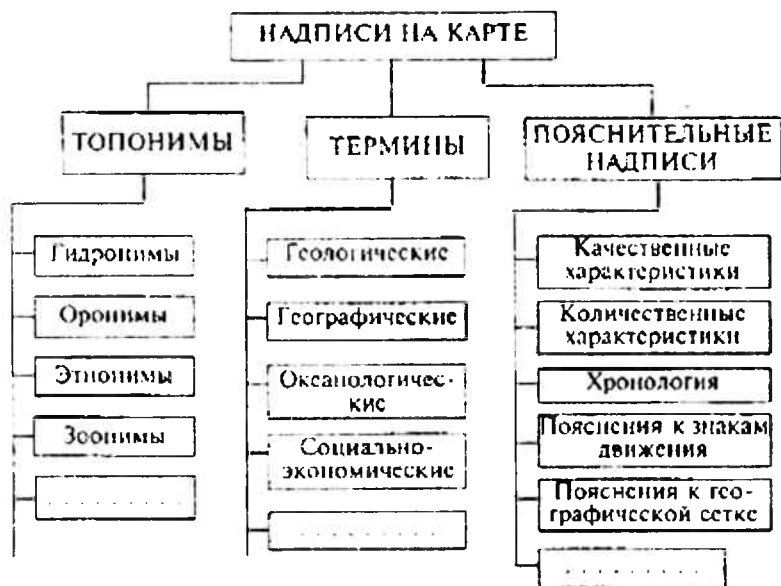 НАДПИСИ НА КАРТЕ
ТОПОНИМЫ
Гидронимы
Оронимы
Этнонимы
Зоонимы
. . . . . . . . .
ТЕРМИНЫ
Геологические
Географические
Океанологичес-
кие
Социально-
экономические
. . . . . . . . .
ПОЯСНИТЕЛЬНЫЕ
НАДПИСИ
Качественные
характеристики
Количественные
характеристики
Хронология
Пояснения к знакам
движения
Пояснения к гео-
графической сетке
. . . . . . . . .